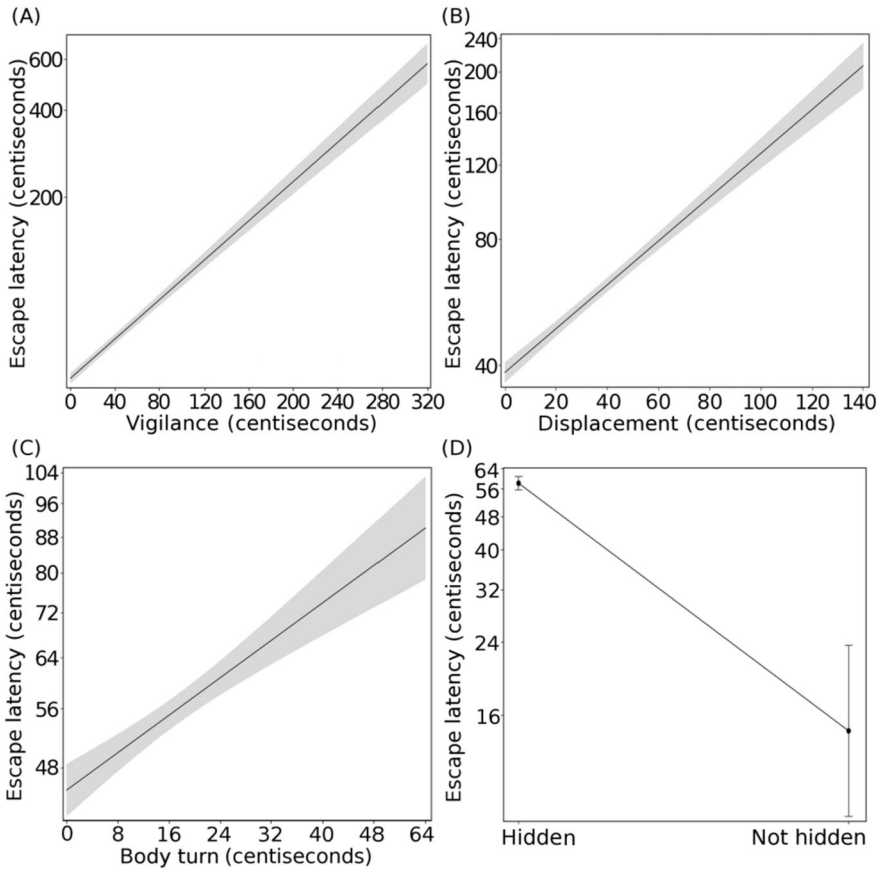 (A)
Escape latency (centiseconds)
600
400
200
0 40 80 120 160 200 240 280 320
Vigilance (centiseconds)
(B)
Escape latency (centiseconds)
240
200
160
120
80
40
0 20 40 60 80 100 120 140
Displacement (centiseconds)
(C)
Escape latency (centiseconds)
104
96
88
80
72
64
56
48
0 8 16 24 32 40 48 64
Body turn (centiseconds)
(D)
Escape latency (centiseconds)
64
56
48
40
32
24
16
Hidden Not hidden